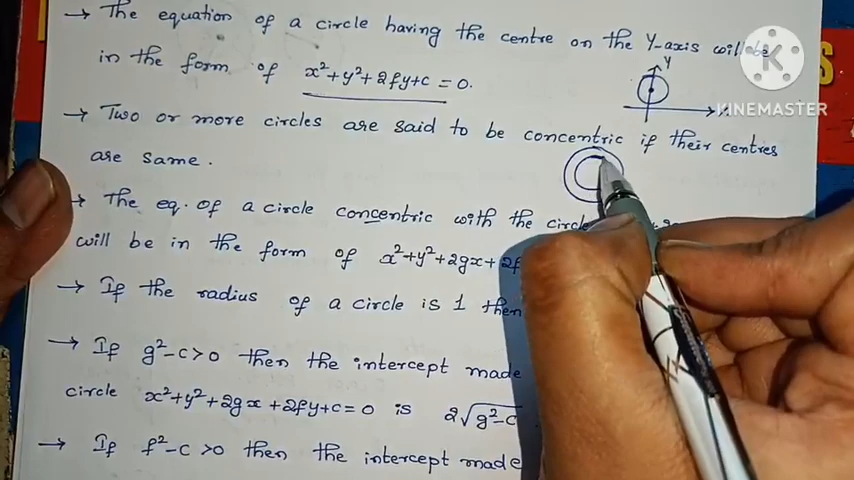 → The equation of a circle having the centre on the Y-axis will be
in the form of x²+y²+2fy+c = 0.
Y
KINEMASTER
→ Two or more circles are said to be concentric if their centres
are same.
→ The eq. of a circle concentric with the circle
will be in the form of x²+y²+2gx+2f
→ If the radius of a circle is 1 then
→ If g²-c>0 then the intercept made
circle x²+y²+2gx+2fy+c=0 is 2√g²-c
→ If f²-c >0 then the intercept made